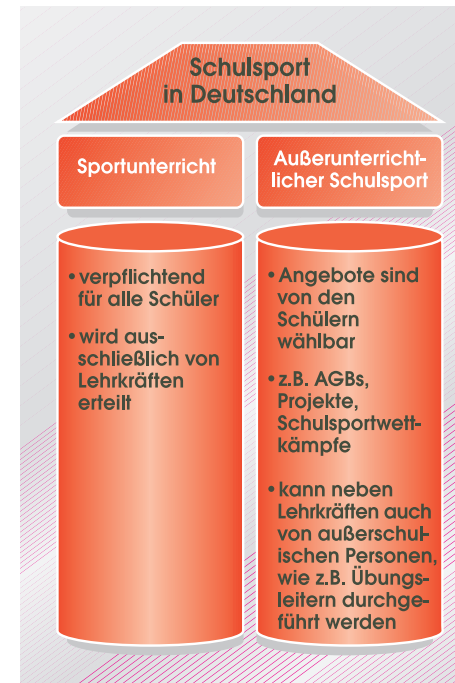 Schulsport
in Deutschland
Sportunterricht
Außerunterricht-
licher Schulsport
• verpflichtend
für alle Schüler
• wird aus-
schließlich von
Lehrkräften
erteilt
• Angebote sind
von den
Schülern
wählbar
• z.B. AGBs,
Projekte,
Schulsportwett-
kämpfe
• kann neben
Lehrkräften auch
von außerschul-
ischen Personen,
wie z.B. Übungs-
leitern durchge-
führt werden